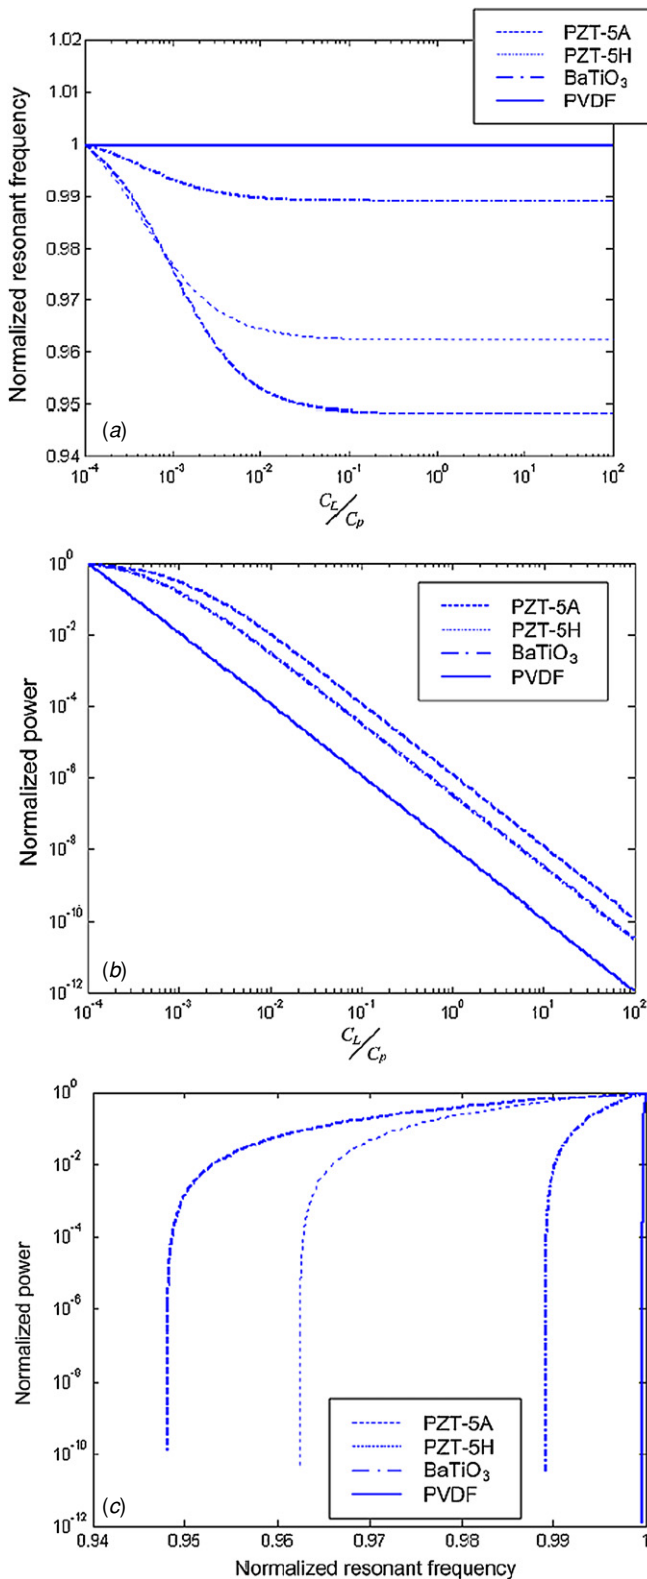 1.02
1.01
1
0.99
0.98
0.97
0.96
0.95
0.94
Normalized resonant frequency
PZT-5A
PZT-5H
BaTiO₃
PVDF
(a)
10⁻⁴ 10⁻³ 10⁻² 10⁻¹ 10⁰ 10¹ 10²
C_L/C_p
10⁰
10⁻²
10⁻⁴
10⁻⁶
10⁻⁸
10⁻¹⁰
10⁻¹²
Normalized power
PZT-5A
PZT-5H
BaTiO₃
PVDF
(b)
10⁻⁴ 10⁻³ 10⁻² 10⁻¹ 10⁰ 10¹ 10²
C_L/C_p
10⁰
10⁻²
10⁻⁴
10⁻⁶
10⁻⁸
10⁻¹⁰
10⁻¹²
Normalized power
PZT-5A
PZT-5H
BaTiO₃
PVDF
(c)
0.94 0.95 0.96 0.97 0.98 0.99 1
Normalized resonant frequency